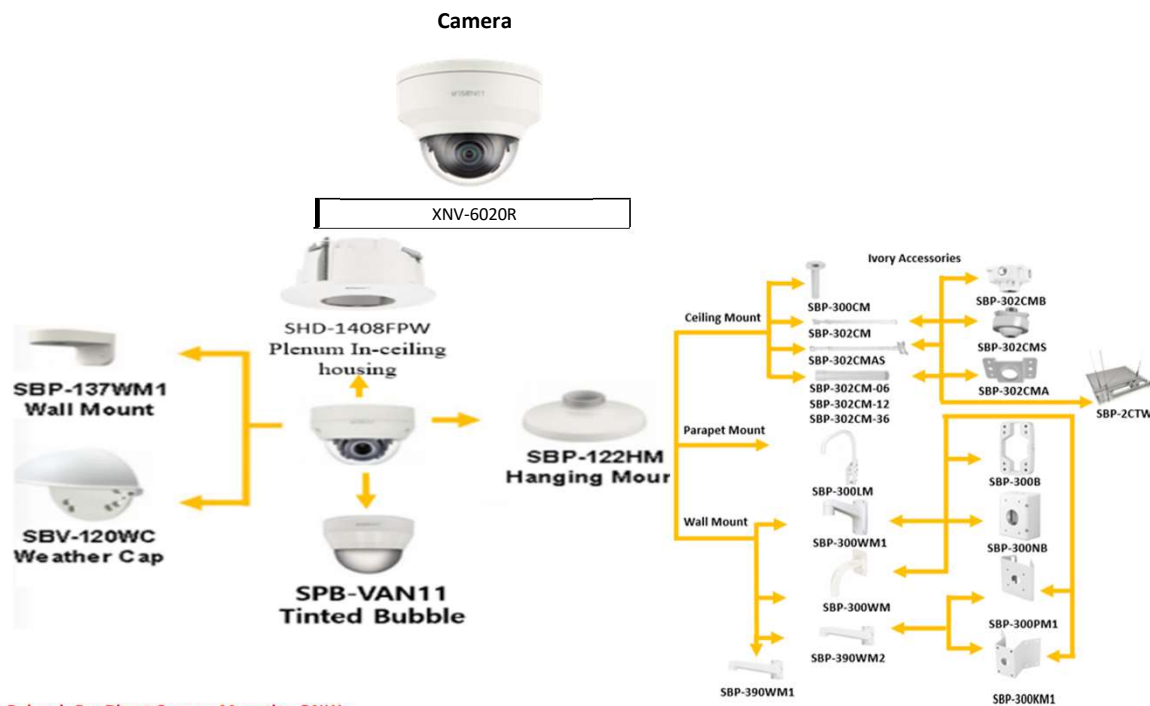 Camera
WISENET
XNV-6020R
SHD-1408FPW
Plenum In-ceiling
housing
SBP-137WM1
Wall Mount
SBV-120WC
Weather Cap
SBP-122HM
Hanging Moun
SPB-VAN11
Tinted Bubble
Ivory Accessories
Ceiling Mount
SBP-300CM
SBP-302CM
SBP-302CMAS
SBP-302CM-06
SBP-302CM-12
SBP-302CM-36
SBP-302CMB
SBP-302CMS
SBP-302CMA
SBP-2CTW
Parapet Mount
SBP-300LM
Wall Mount
SBP-300WM1
SBP-300WM
SBP-390WM2
SBP-390WM1
SBP-300B
SBP-300NB
SBP-300PM1
SBP-300KM1